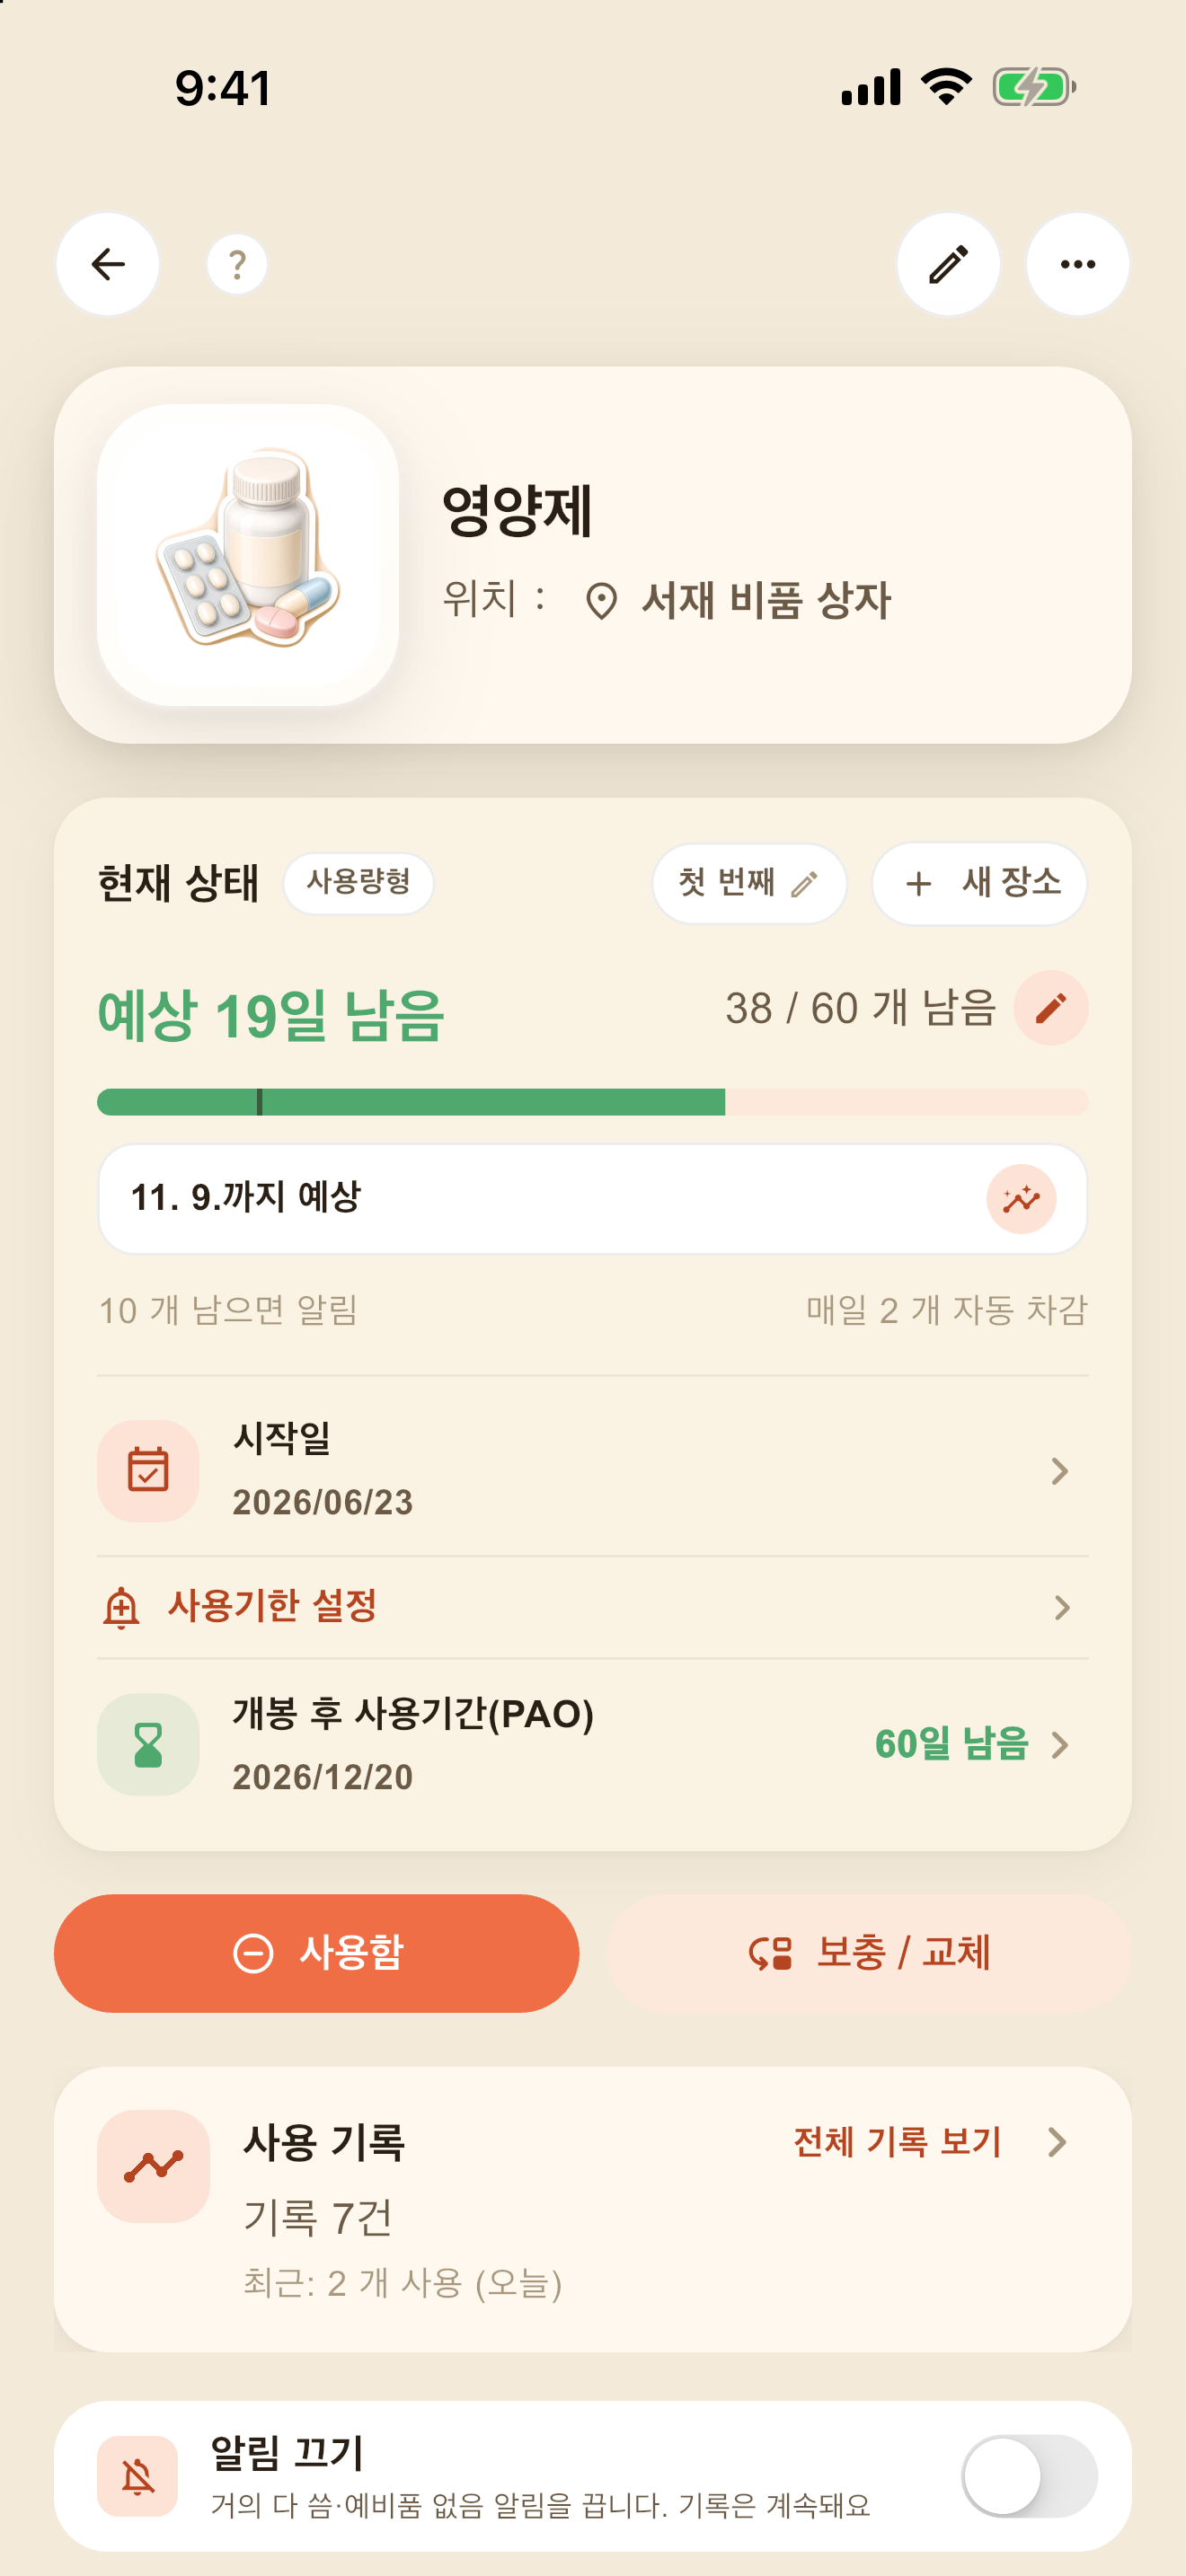 9:41
?
영양제
위치 : 서재 비품 상자
현재 상태 사용량형 첫 번째 + 새 장소
예상 19일 남음 38 / 60 개 남음
11. 9.까지 예상
10 개 남으면 알림 매일 2 개 자동 차감
시작일
2026/06/23
사용기한 설정
개봉 후 사용기간(PAO)
60일 남음
2026/12/20
사용함 보충 / 교체
사용 기록 전체 기록 보기
기록 7건
최근: 2 개 사용 (오늘)
알림 끄기
거의 다 씀·예비품 없음 알림을 끕니다. 기록은 계속돼요